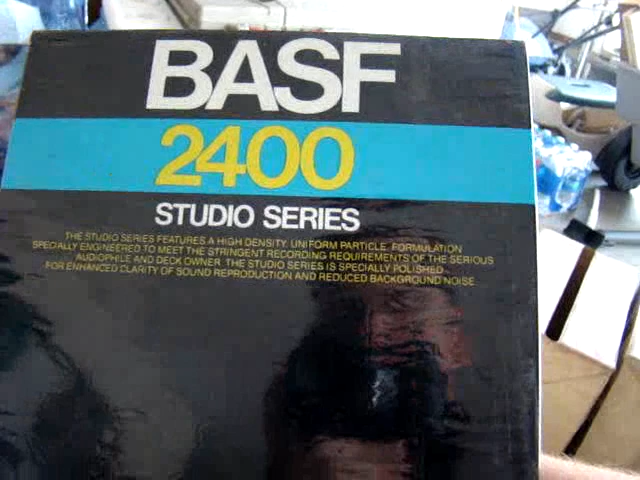 BASF
2400
STUDIO SERIES
THE STUDIO SERIES FEATURES A HIGH DENSITY, UNIFORM PARTICLE, FORMULATION
SPECIALLY ENGINEERED TO MEET THE STRINGENT RECORDING REQUIREMENTS OF THE SERIOUS
AUDIOPHILE AND DECK OWNER. THE STUDIO SERIES IS SPECIALLY POLISHED
FOR ENHANCED CLARITY OF SOUND REPRODUCTION AND REDUCED BACKGROUND NOISE.